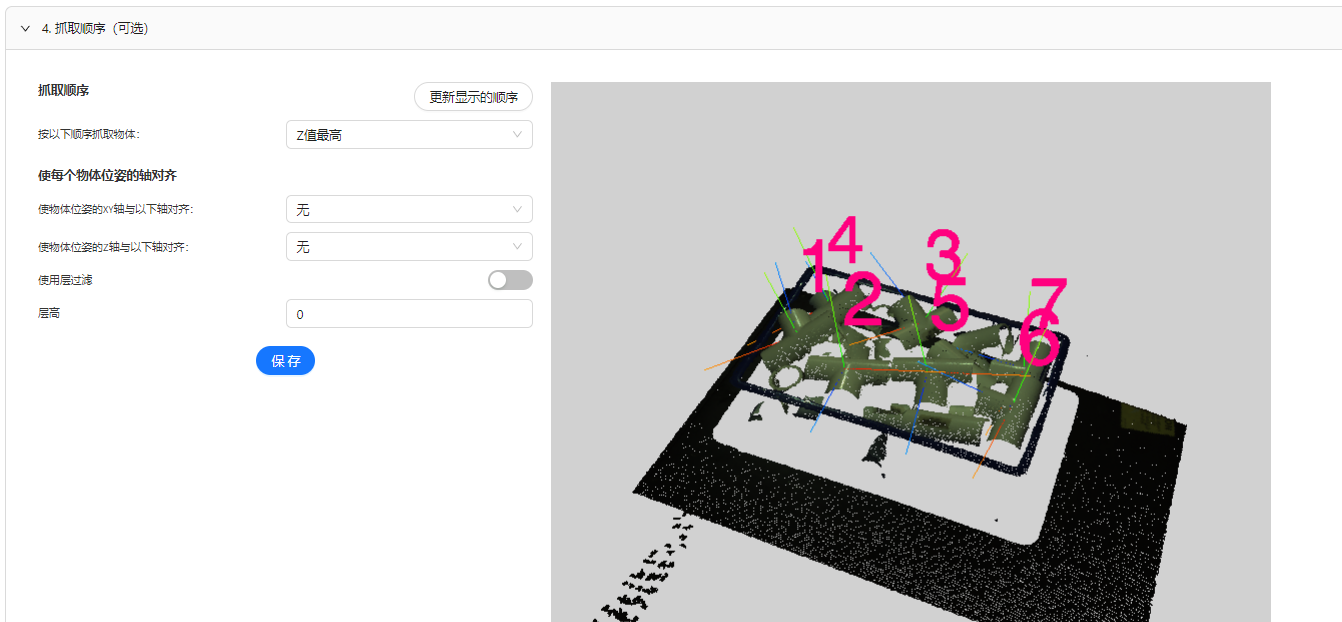 4. 抓取顺序（可选）
抓取顺序
更新显示的顺序
按以下顺序抓取物体:
Z值最高
使每个物体位姿的轴对齐
使物体位姿的XY轴与以下轴对齐:
无
使物体位姿的Z轴与以下轴对齐:
无
使用层过滤
层高
0
保存
4
1
3
2
5
7
6